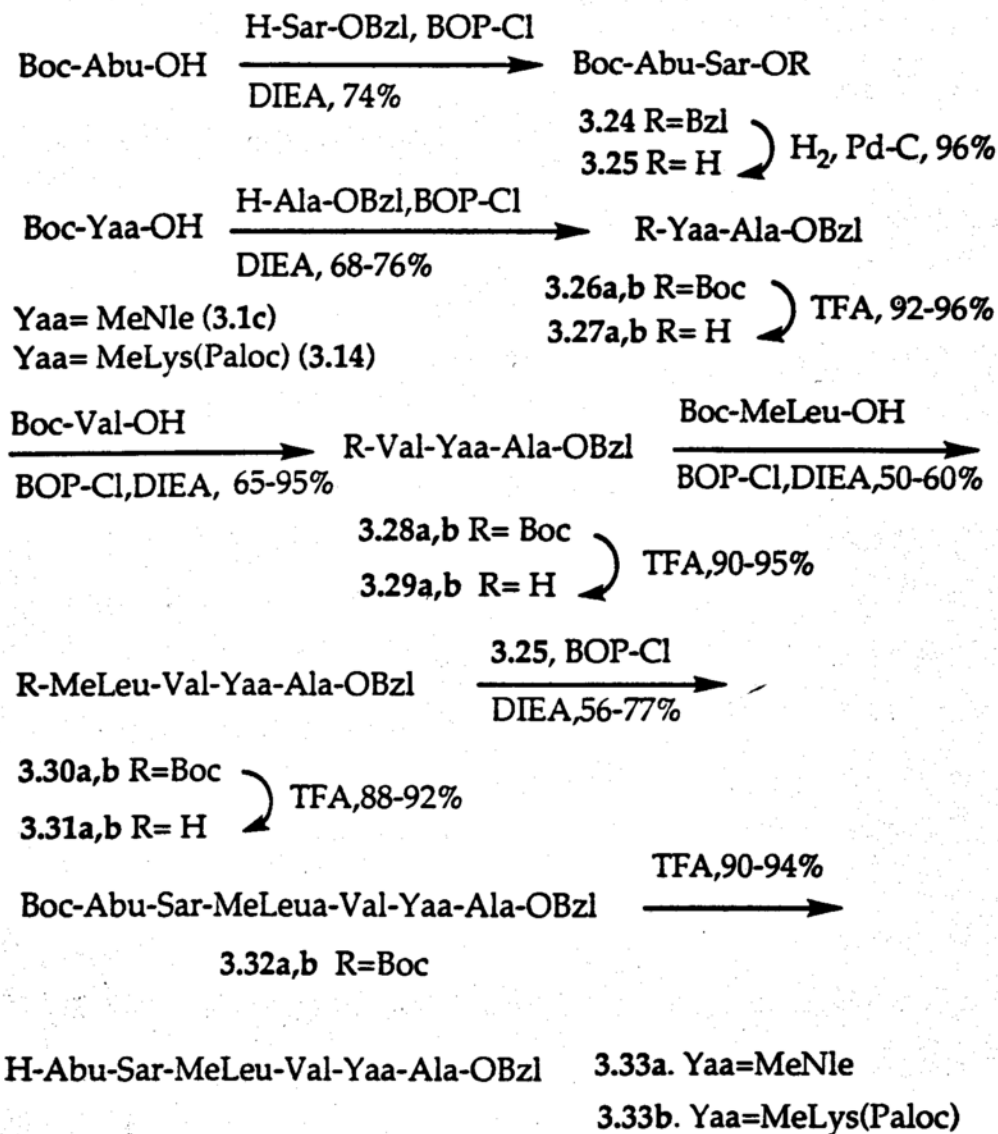 H-Sar-OBzl, BOP-Cl
Boc-Abu-OH
Boc-Abu-Sar-OR
DIEA, 74%
3.24 R=Bzl
3.25 R= H
H2, Pd-C, 96%
H-Ala-OBzl,BOP-Cl
Boc-Yaa-OH
R-Yaa-Ala-OBzl
DIEA, 68-76%
3.26a,b R=Boc
3.27a,b R= H
TFA, 92-96%
Yaa= MeNle (3.1c)
Yaa= MeLys(Paloc) (3.14)
Boc-Val-OH
BOP-Cl,DIEA, 65-95%
R-Val-Yaa-Ala-OBzl
Boc-MeLeu-OH
BOP-Cl,DIEA,50-60%
3.28a,b R= Boc
3.29a,b R= H
TFA,90-95%
R-MeLeu-Val-Yaa-Ala-OBzl
3.25, BOP-Cl
DIEA,56-77%
3.30a,b R=Boc
3.31a,b R= H
TFA,88-92%
Boc-Abu-Sar-MeLeua-Val-Yaa-Ala-OBzl
TFA,90-94%
3.32a,b R=Boc
H-Abu-Sar-MeLeu-Val-Yaa-Ala-OBzl
3.33a. Yaa=MeNle
3.33b. Yaa=MeLys(Paloc)